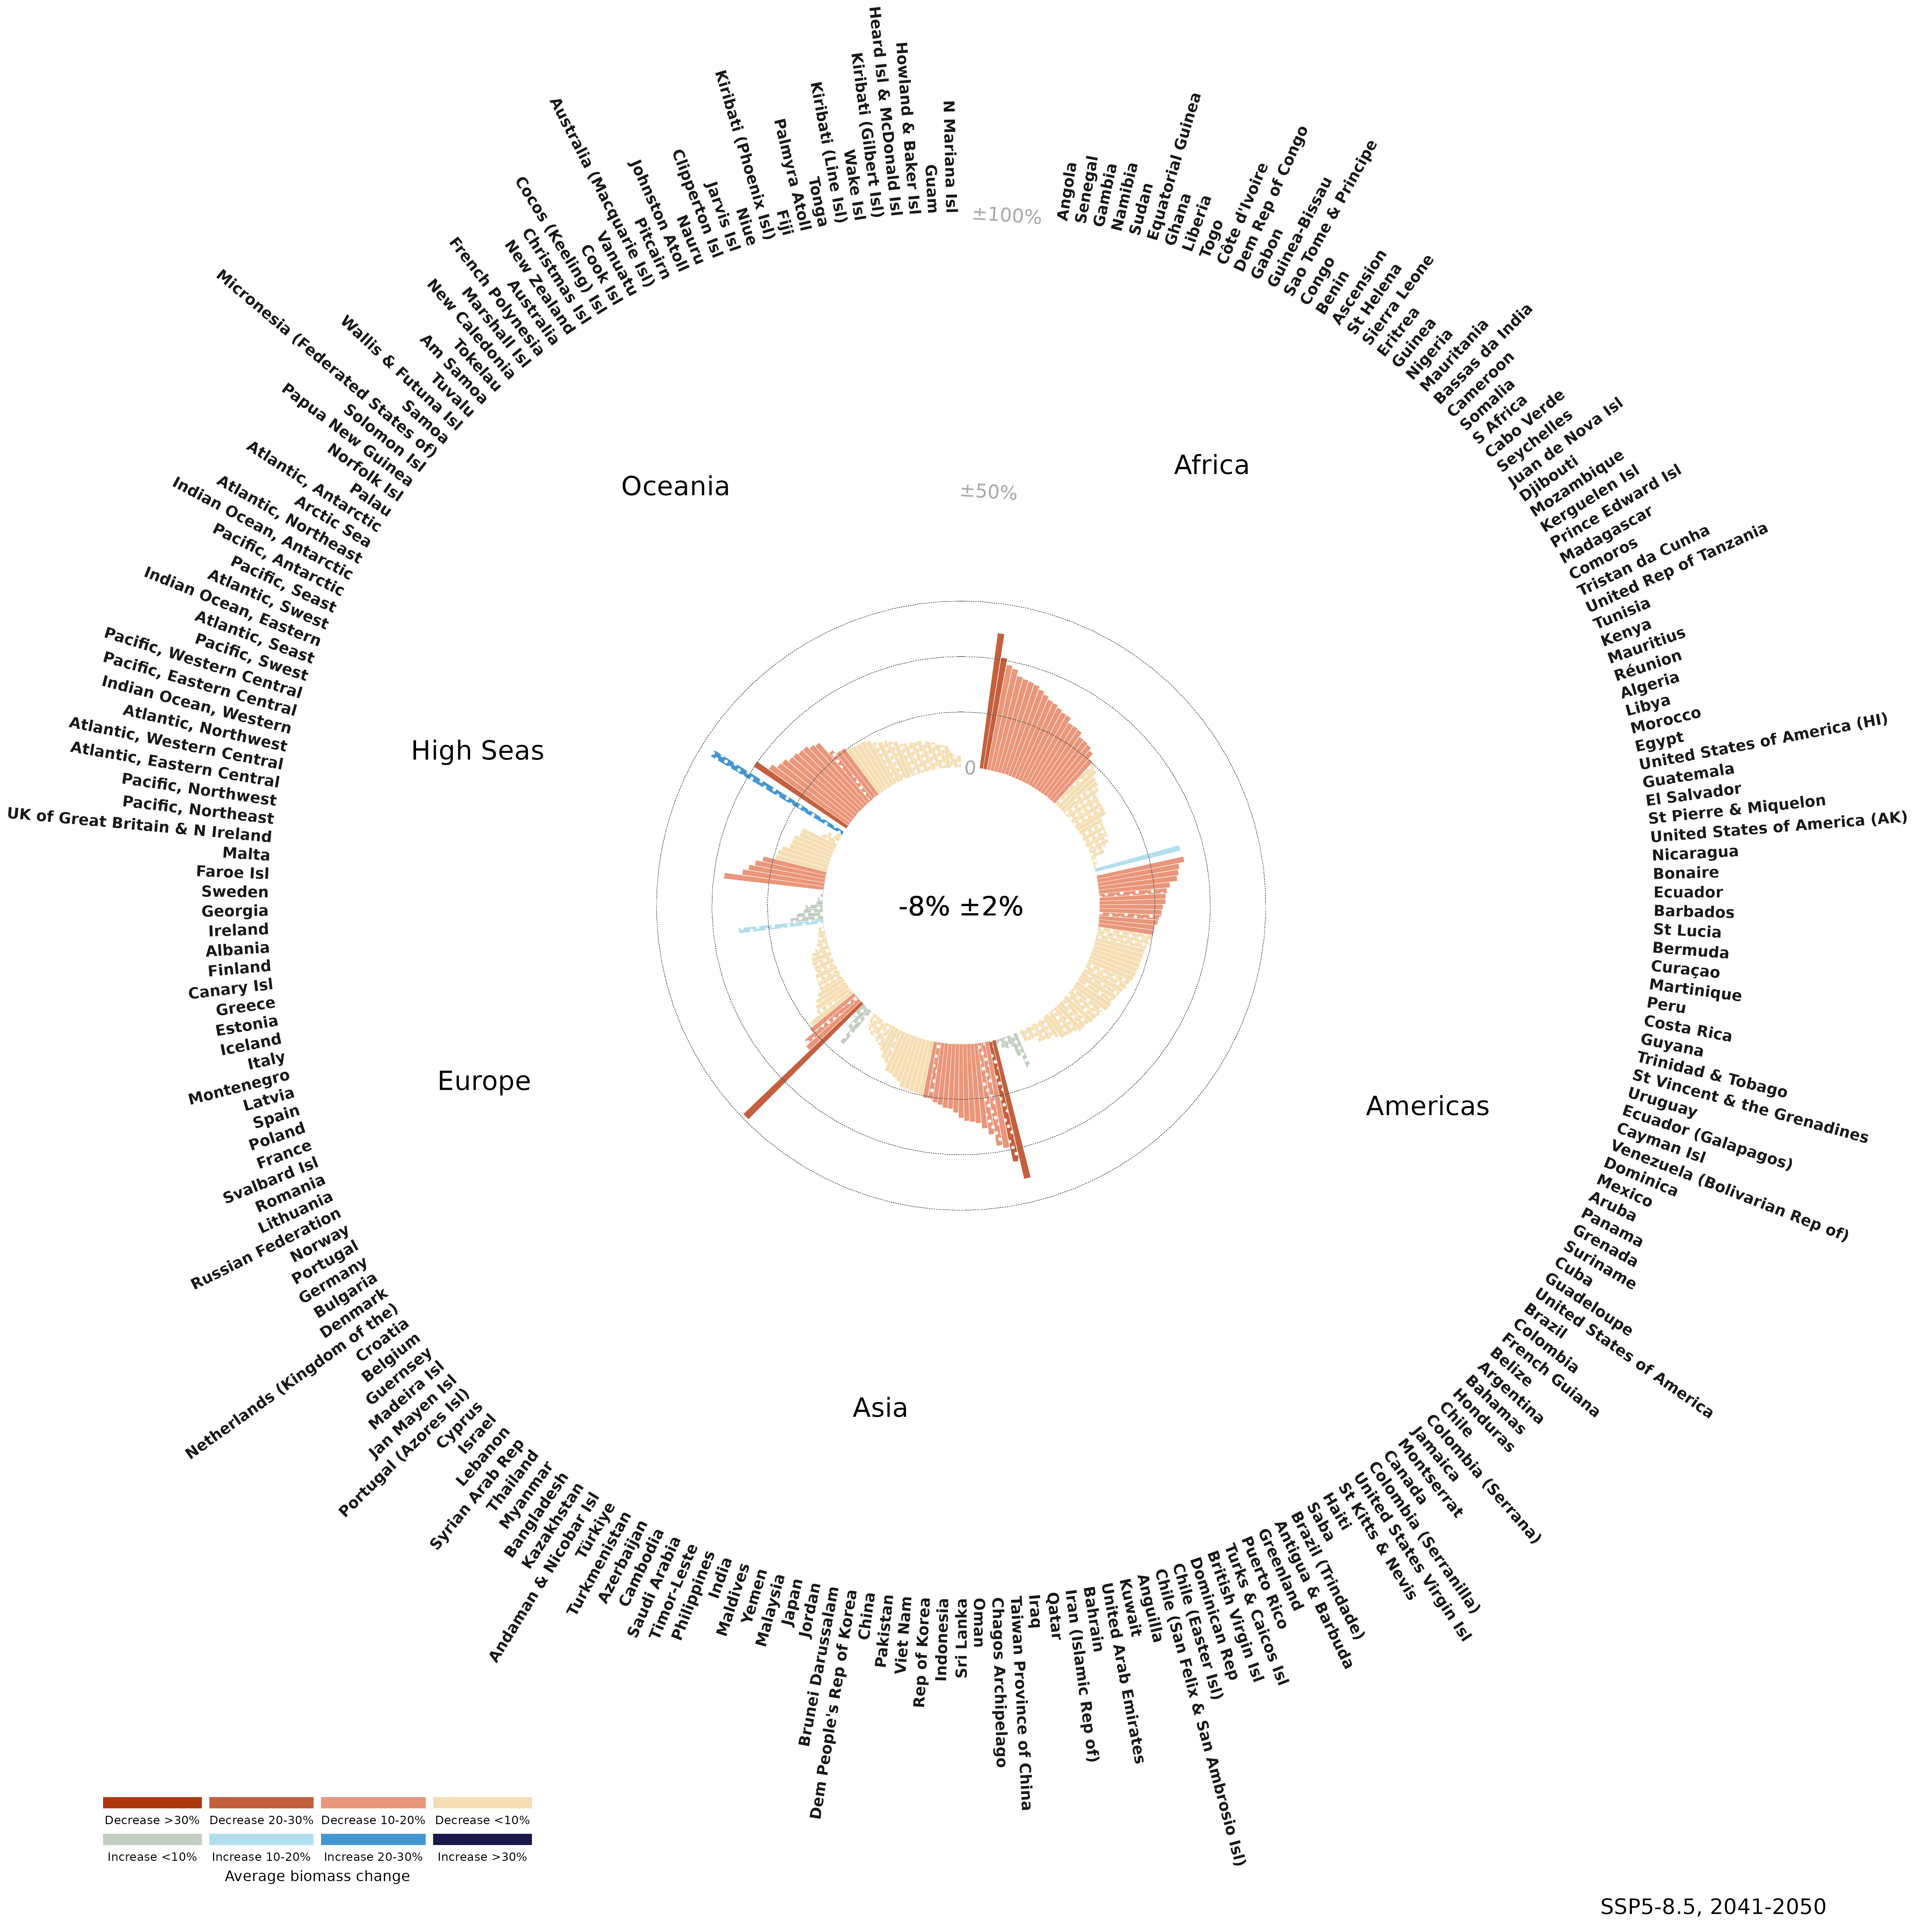 Angola
Senegal
Gambia
Namibia
Sudan
Equatorial Guinea
Ghana
Liberia
Togo
Côte d'Ivoire
Dem Rep of Congo
Gabon
Guinea-Bissau
Sao Tome & Principe
Congo
Benin
Ascension
St Helena
Sierra Leone
Eritrea
Guinea
Nigeria
Mauritania
Bassas da India
Cameroon
Somalia
S Africa
Cabo Verde
Seychelles
Juan de Nova Isl
Djibouti
Mozambique
Kerguelen Isl
Prince Edward Isl
Madagascar
Comoros
Tristan da Cunha
United Rep of Tanzania
Tunisia
Kenya
Mauritius
Réunion
Algeria
Libya
Morocco
Egypt
United States of America (HI)
Guatemala
El Salvador
St Pierre & Miquelon
United States of America (AK)
Nicaragua
Bonaire
Ecuador
Barbados
St Lucia
Bermuda
Curaçao
Martinique
Peru
Costa Rica
Guyana
Trinidad & Tobago
St Vincent & the Grenadines
Uruguay
Ecuador (Galapagos)
Cayman Isl
Venezuela (Bolivarian Rep of)
Dominica
Mexico
Aruba
Panama
Grenada
Suriname
Cuba
Guadeloupe
United States of America
Brazil
Colombia
French Guiana
Belize
Argentina
Bahamas
Honduras
Chile
Colombia (Serrana)
Jamaica
Montserrat
Canada
Colombia (Serranilla)
United States Virgin Isl
St Kitts & Nevis
Haiti
Saba
Brazil (Trindade)
Antigua & Barbuda
Greenland
Puerto Rico
Turks & Caicos Isl
British Virgin Isl
Dominican Rep
Chile (Easter Isl)
Chile (San Felix & San Ambrosio Isl)
Anguilla
Kuwait
United Arab Emirates
Bahrain
Iran (Islamic Rep of)
Qatar
Iraq
Taiwan Province of China
Chagos Archipelago
Oman
Sri Lanka
Indonesia
Rep of Korea
Viet Nam
Pakistan
China
Dem People's Rep of Korea
Brunei Darussalam
Jordan
Japan
Malaysia
Yemen
Maldives
India
Philippines
Timor-Leste
Saudi Arabia
Cambodia
Azerbaijan
Turkmenistan
Türkiye
Andaman & Nicobar Isl
Kazakhstan
Bangladesh
Myanmar
Thailand
Syrian Arab Rep
Lebanon
Israel
Cyprus
Portugal (Azores Isl)
Jan Mayen Isl
Madeira Isl
Guernsey
Belgium
Croatia
Netherlands (Kingdom of the)
Denmark
Bulgaria
Germany
Portugal
Norway
Russian Federation
Lithuania
Romania
Svalbard Isl
France
Poland
Spain
Latvia
Montenegro
Italy
Iceland
Estonia
Greece
Canary Isl
Finland
Albania
Ireland
Georgia
Sweden
Faroe Isl
Malta
UK of Great Britain & N Ireland
Pacific, Northeast
Pacific, Northwest
Atlantic, Eastern Central
Atlantic, Western Central
Atlantic, Northwest
Indian Ocean, Western
Pacific, Eastern Central
Pacific, Western Central
Pacific, Swest
Atlantic, Seast
Indian Ocean, Eastern
Atlantic, Swest
Pacific, Seast
Pacific, Antarctic
Indian Ocean, Antarctic
Atlantic, Northeast
Arctic Sea
Atlantic, Antarctic
Palau
Norfolk Isl
Papua New Guinea
Solomon Isl
Micronesia (Federated States of)
Samoa
Wallis & Futuna Isl
Tuvalu
Am Samoa
Tokelau
New Caledonia
Marshall Isl
French Polynesia
Australia
New Zealand
Christmas Isl
Cocos (Keeling) Isl
Cook Isl
Vanuatu
Australia (Macquarie Isl)
Pitcairn
Johnston Atoll
Nauru
Clipperton Isl
Jarvis Isl
Niue
Kiribati (Phoenix Isl)
Fiji
Palmyra Atoll
Tonga
Kiribati (Line Isl)
Wake Isl
Kiribati (Gilbert Isl)
Heard Isl & McDonald Isl
Howland & Baker Isl
Guam
N Mariana Isl
±100%
±50%
0
Africa
Oceania
High Seas
-8% ±2%
Europe
Americas
Asia
Decrease >30%
Decrease 20-30%
Decrease 10-20%
Decrease <10%
Increase <10%
Increase 10-20%
Increase 20-30%
Increase >30%
Average biomass change
SSP5-8.5, 2041-2050